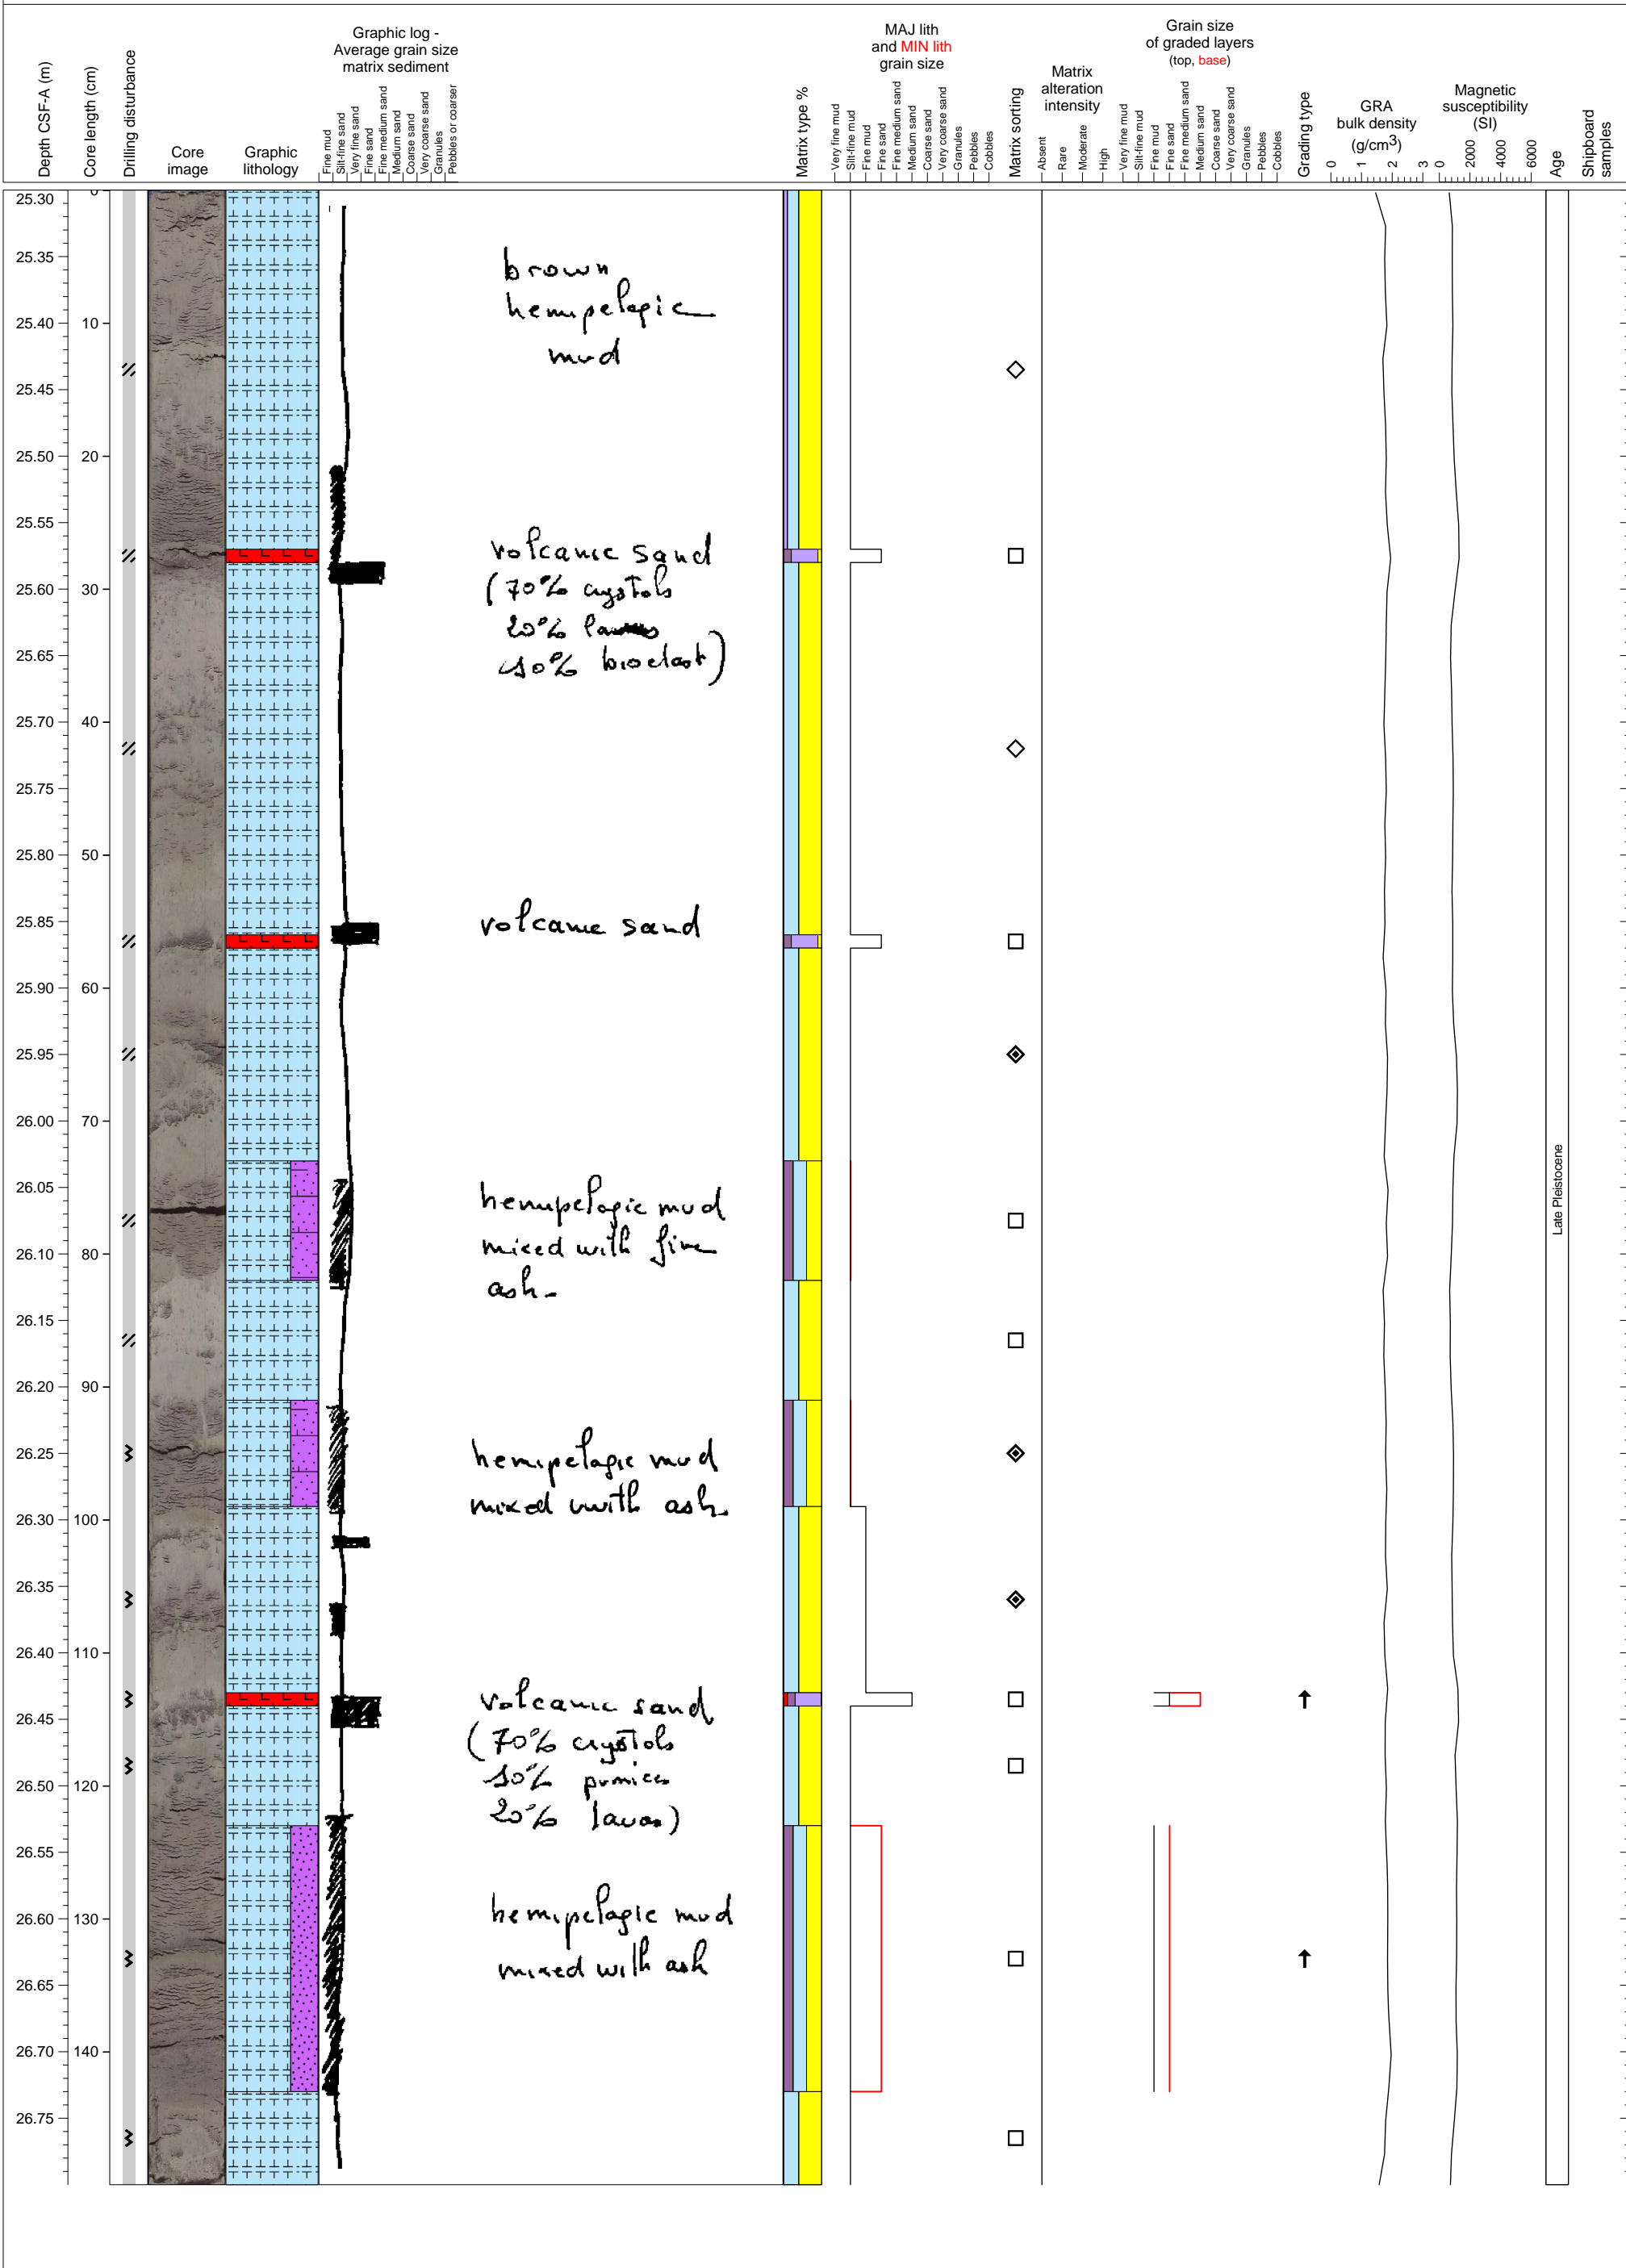 Depth CSF-A (m)
Core length (cm)
Drilling disturbance
Core
image
Graphic
lithology
Graphic log -
Average grain size
matrix sediment
Fine mud
Silt-fine sand
Very fine sand
Fine sand
Fine medium sand
Medium sand
Coarse sand
Very coarse sand
Granules
Pebbles or coarser
Matrix type %
MAJ lith
and MIN lith
grain size
Very fine mud
Silt-fine mud
Fine mud
Fine sand
Fine medium sand
Medium sand
Coarse sand
Very coarse sand
Granules
Pebbles
Cobbles
Matrix sorting
Matrix
alteration
intensity
Absent
Rare
Moderate
High
Grain size
of graded layers
(top, base)
Very fine mud
Silt-fine mud
Fine mud
Fine sand
Fine medium sand
Medium sand
Coarse sand
Very coarse sand
Granules
Pebbles
Cobbles
Grading type
GRA
bulk density
(g/cm3)
0 1 2 3
Magnetic
susceptibility
(SI)
0 2000 4000 6000
Age
Shipboard
samples
25.30
25.35
25.40
25.45
25.50
25.55
25.60
25.65
25.70
25.75
25.80
25.85
25.90
25.95
26.00
26.05
26.10
26.15
26.20
26.25
26.30
26.35
26.40
26.45
26.50
26.55
26.60
26.65
26.70
26.75
0
10
20
30
40
50
60
70
80
90
100
110
120
130
140
brown
hemipelagic
mud
volcanic sand
(70% crystals
20% lavas
10% bioclast)
volcanic sand
hemipelagic mud
mixed with fine
ash-
hemipelagic mud
mixed with ash.
volcanic sand
(70% crystals
10% pumices
20% lavas)
hemipelagic mud
mixed with ash
Late Pleistocene